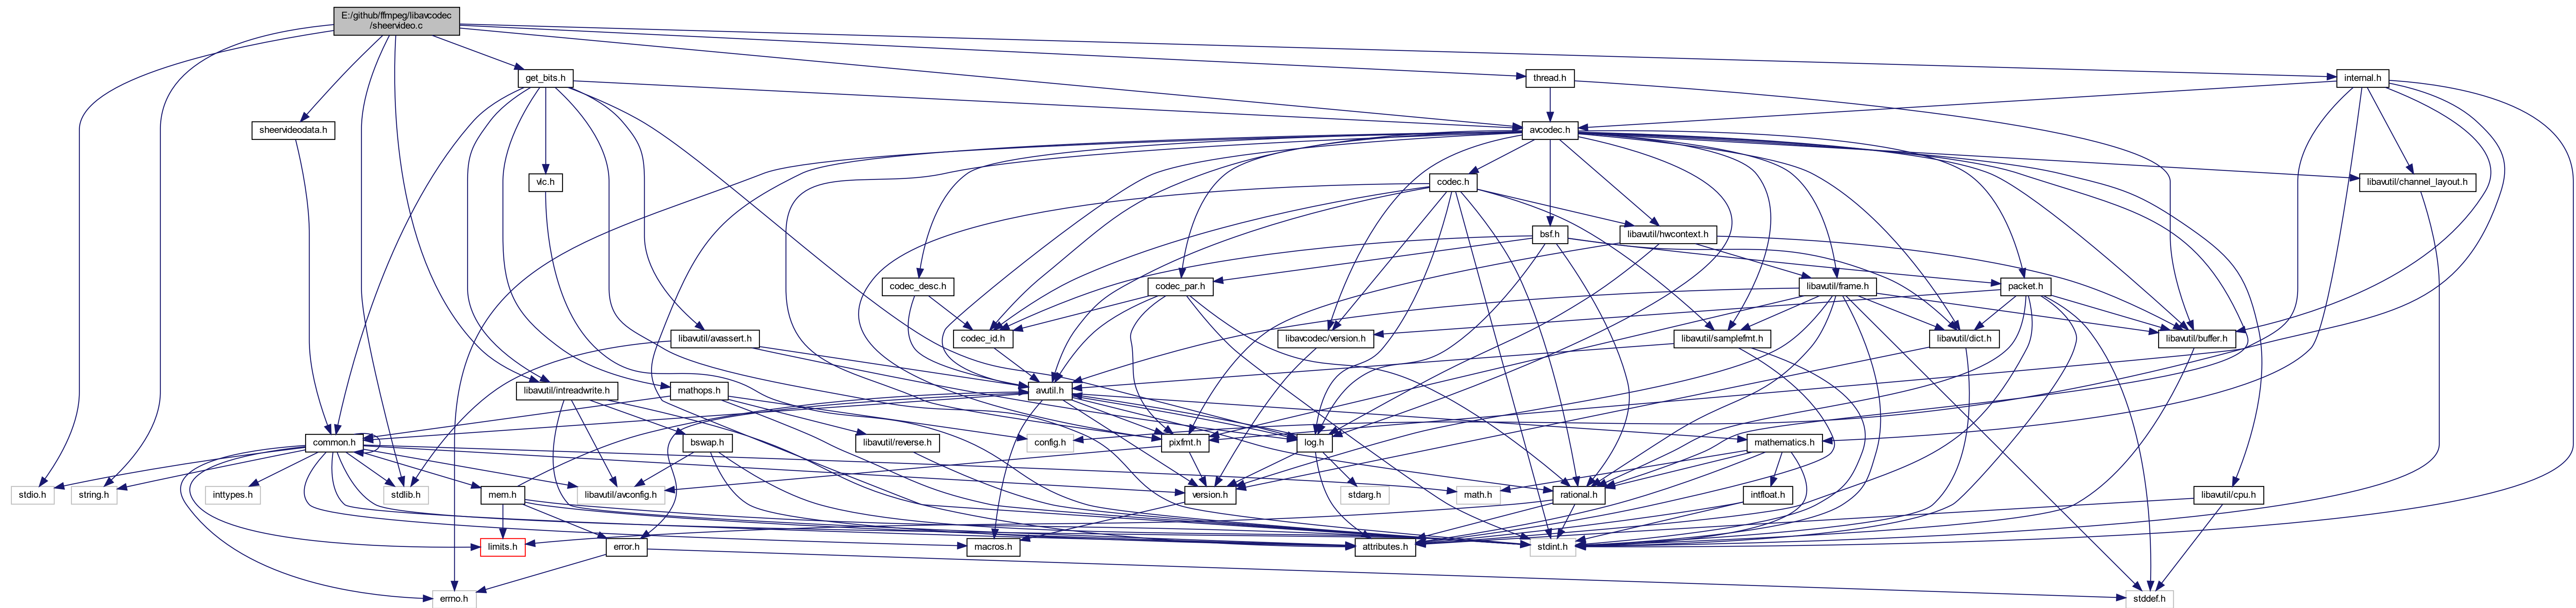 E:/github/ffmpeg/libavcodec
/sheervideo.c
get_bits.h
thread.h
internal.h
sheervideodata.h
avcodec.h
vlc.h
codec.h
libavutil/channel_layout.h
bsf.h
libavutil/hwcontext.h
codec_desc.h
codec_par.h
libavutil/frame.h
packet.h
libavutil/avassert.h
codec_id.h
libavcodec/version.h
libavutil/samplefmt.h
libavutil/dict.h
libavutil/buffer.h
libavutil/intreadwrite.h
mathops.h
avutil.h
common.h
bswap.h
libavutil/reverse.h
config.h
pixfmt.h
log.h
mathematics.h
stdio.h
string.h
inttypes.h
stdlib.h
mem.h
libavutil/avconfig.h
version.h
stdarg.h
math.h
rational.h
intfloat.h
libavutil/cpu.h
limits.h
error.h
attributes.h
macros.h
stdint.h
errno.h
stddef.h